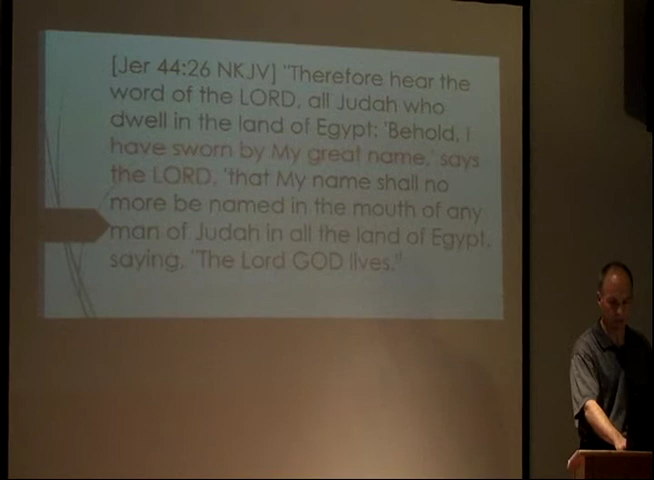 [Jer 44:26 NKJV] "Therefore hear the
word of the LORD, all Judah who
dwell in the land of Egypt: 'Behold, I
have sworn by My great name,' says
the LORD, 'that My name shall no
more be named in the mouth of any
man of Judah in all the land of Egypt,
saying, "The Lord GOD lives."